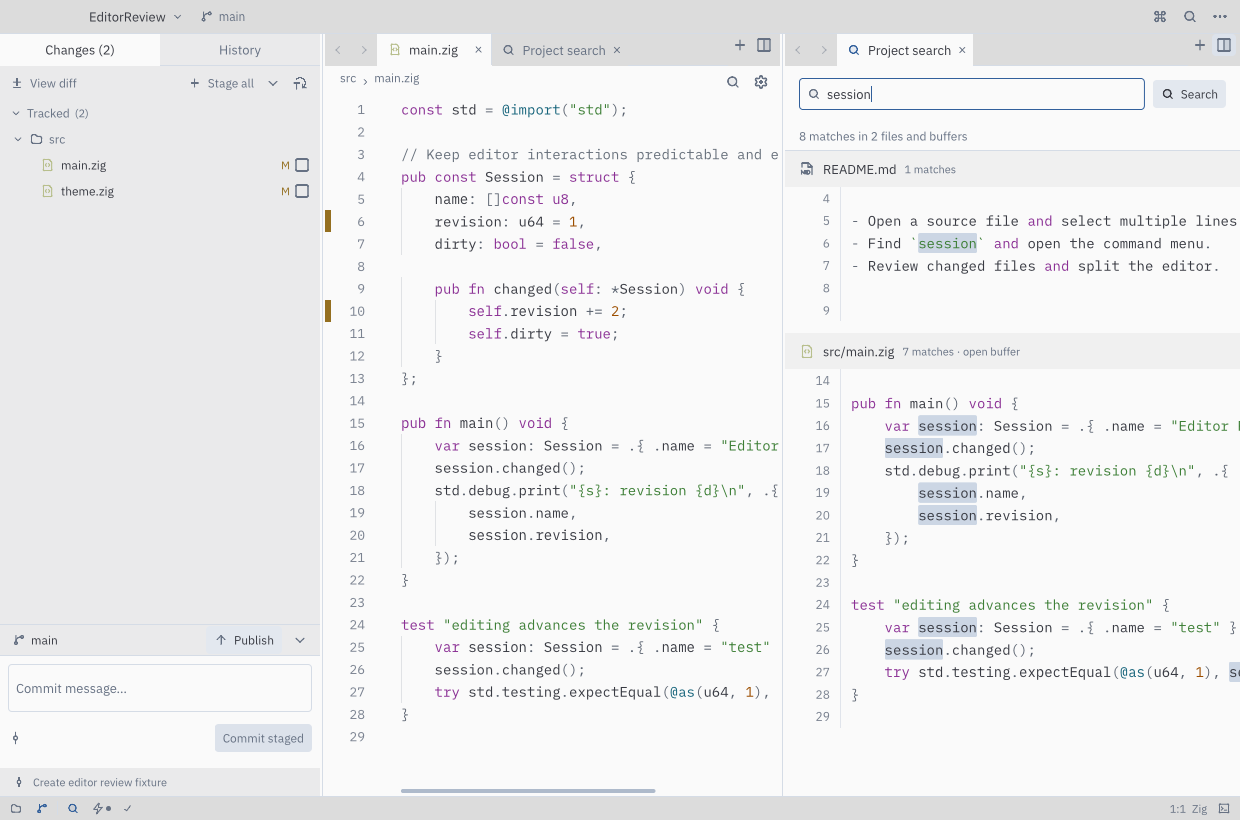 EditorReview main
Changes (2) History
View diff Stage all
Tracked (2)
src
main.zig M
theme.zig M
main Publish
Commit message...
Commit staged
Create editor review fixture
main.zig × Project search ×
src › main.zig
1 const std = @import("std");
2
3 // Keep editor interactions predictable and e
4 pub const Session = struct {
5 name: []const u8,
6 revision: u64 = 1,
7 dirty: bool = false,
8
9 pub fn changed(self: *Session) void {
10 self.revision += 2;
11 self.dirty = true;
12 }
13 };
14
15 pub fn main() void {
16 var session: Session = .{ .name = "Editor
17 session.changed();
18 std.debug.print("{s}: revision {d}\n", .{
19 session.name,
20 session.revision,
21 });
22 }
23
24 test "editing advances the revision" {
25 var session: Session = .{ .name = "test"
26 session.changed();
27 try std.testing.expectEqual(@as(u64, 1),
28 }
29
Project search ×
session Search
8 matches in 2 files and buffers
README.md 1 matches
4
5 - Open a source file and select multiple lines
6 - Find `session` and open the command menu.
7 - Review changed files and split the editor.
8
9
src/main.zig 7 matches · open buffer
14
15 pub fn main() void {
16 var session: Session = .{ .name = "Editor
17 session.changed();
18 std.debug.print("{s}: revision {d}\n", .{
19 session.name,
20 session.revision,
21 });
22 }
23
24 test "editing advances the revision" {
25 var session: Session = .{ .name = "test" }
26 session.changed();
27 try std.testing.expectEqual(@as(u64, 1),
28 }
29
1:1 Zig